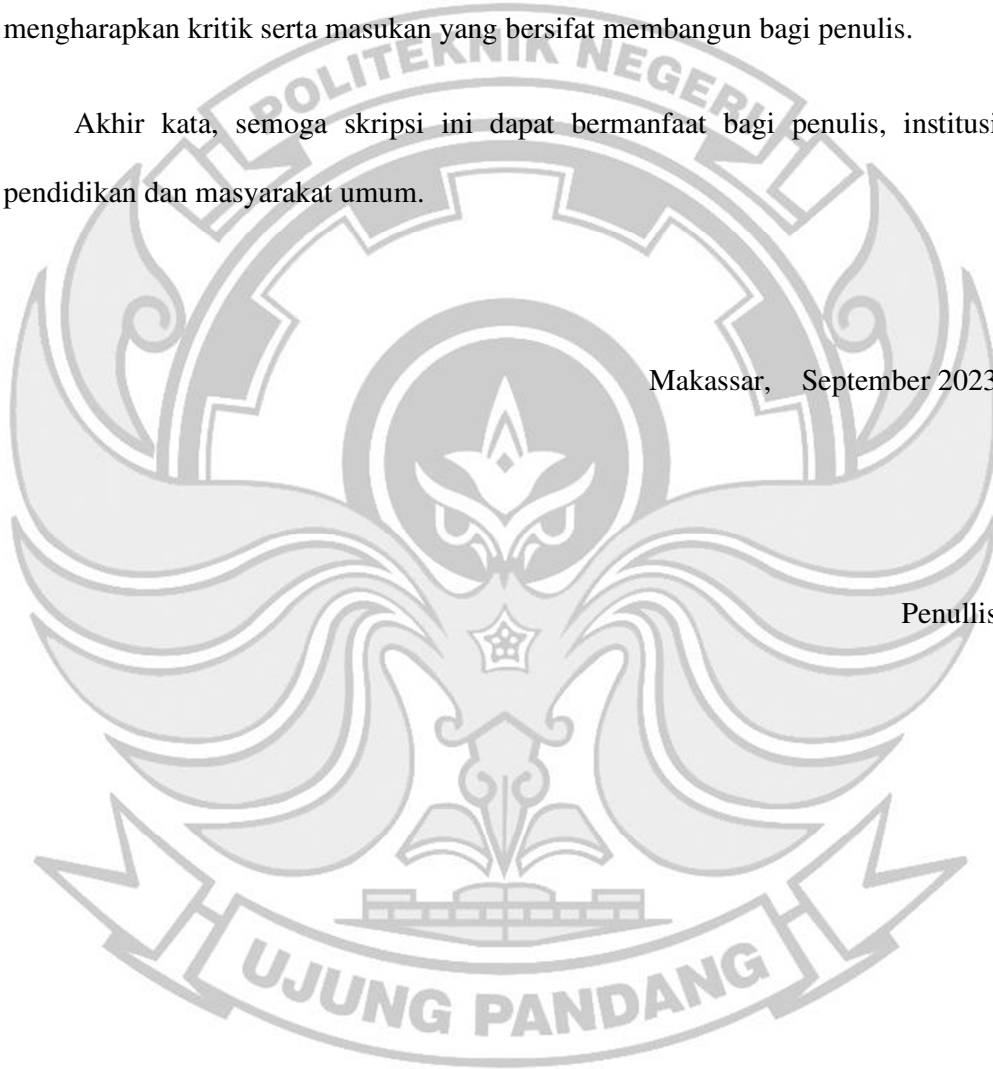 mengharapkan kritik serta masukan yang bersifat membangun bagi penulis.
POLITEKNIK NEGERI
Akhir kata, semoga skripsi ini dapat bermanfaat bagi penulis, institusi
pendidikan dan masyarakat umum.
Makassar, September 2023
Penullis
UJUNG PANDANG